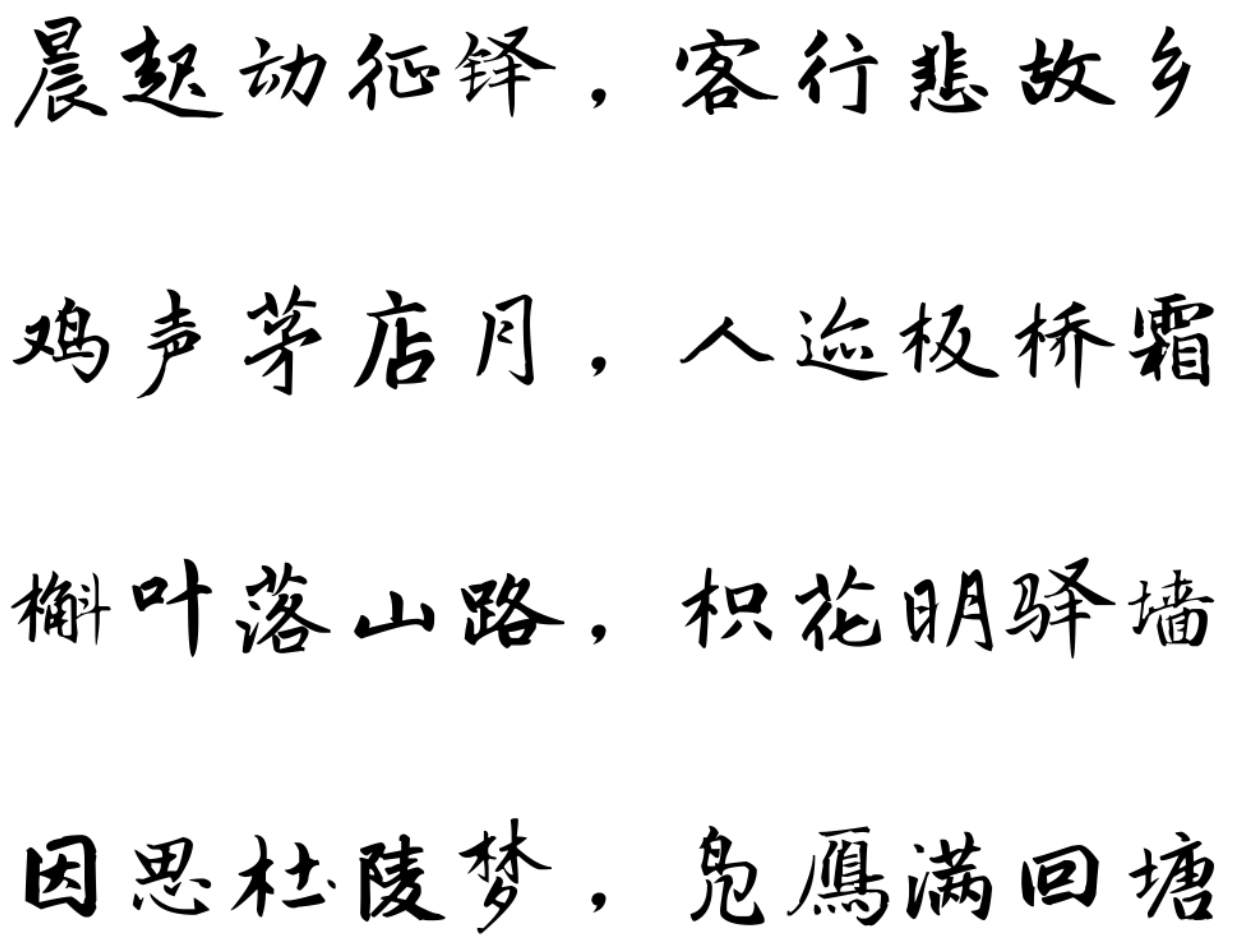 晨起动征铎，客行悲故乡
鸡声茅店月，人迹板桥霜
槲叶落山路，枳花明驿墙
因思杜陵梦，凫雁满回塘